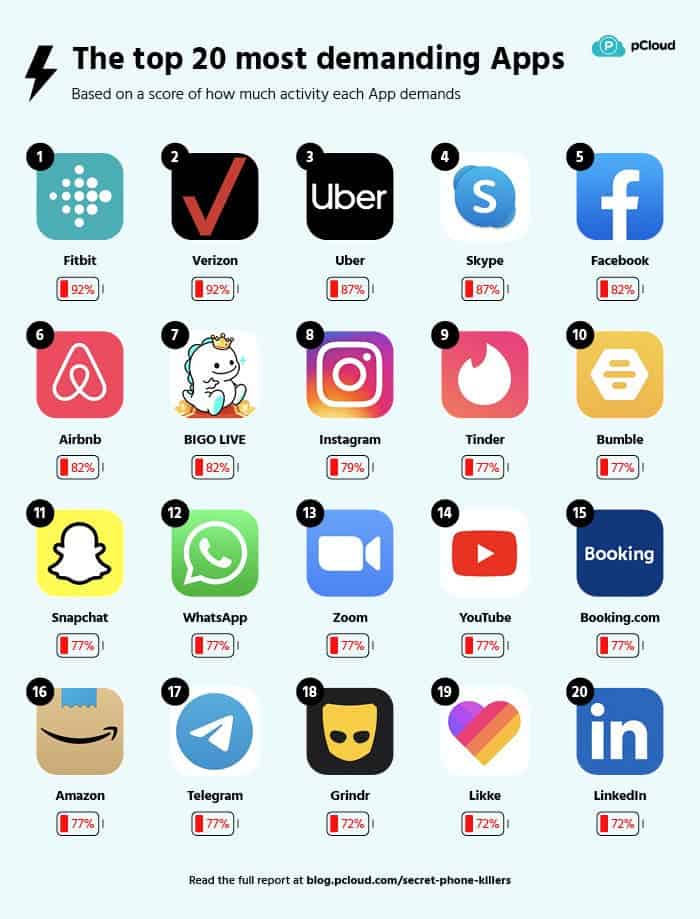 The top 20 most demanding Apps
pCloud
Based on a score of how much activity each App demands
1 2 3 4 5
Uber S
Fitbit Verizon Uber Skype Facebook
92% 92% 87% 87% 82%
6 7 8 9 10
Airbnb BIGO LIVE Instagram Tinder Bumble
82% 82% 79% 77% 77%
11 12 13 14 15
Booking
Snapchat WhatsApp Zoom YouTube Booking.com
77% 77% 77% 77% 77%
16 17 18 19 20
in
Amazon Telegram Grindr Likke LinkedIn
77% 77% 72% 72% 72%
Read the full report at blog.pcloud.com/secret-phone-killers